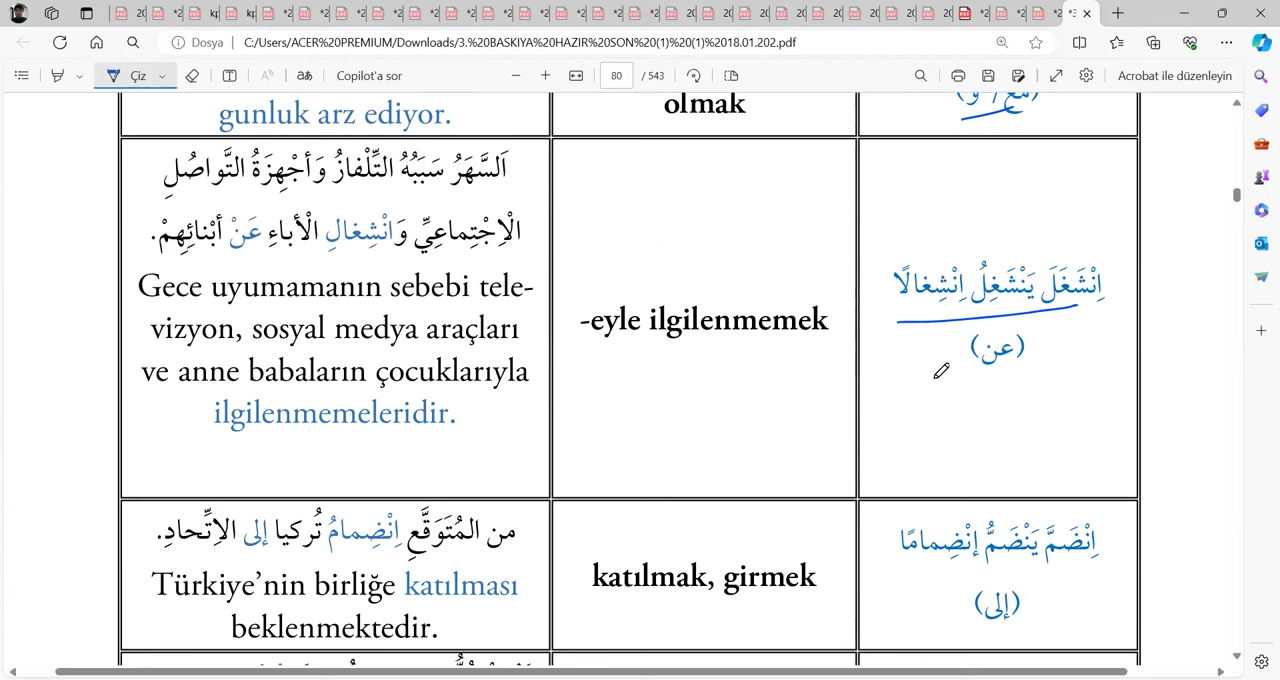 Dosya
C:/Users/ACER%20PREMIUM/Downloads/3.%20BASKIYA%20HAZIR%20SON%20(1)%20(1)%2018.01.202.pdf
Çiz
Copilot'a sor
80 / 543
Acrobat ile düzenleyin
gunluk arz ediyor.
olmak
(مع / و)
اَلسَّهَرُ سَبَبُهُ التِّلْفازُ وَأَجْهِزَةُ التَّواصُلِ
الْاِجْتِماعِيِّ وَانْشِغالِ الْأَباءِ عَنْ أَبْنائِهِمْ.
Gece uyumamanın sebebi tele-
vizyon, sosyal medya araçları
ve anne babaların çocuklarıyla
ilgilenmemeleridir.
-eyle ilgilenmemek
اِنْشَغَلَ يَنْشَغِلُ اِنْشِغالًا
(عن)
من المُتَوَقَّعِ اِنْضِمامُ تُركيا إلى الاِتِّحادِ.
Türkiye’nin birliğe katılması
beklenmektedir.
katılmak, girmek
اِنْضَمَّ يَنْضَمُّ إنْضِمامًا
(إلى)